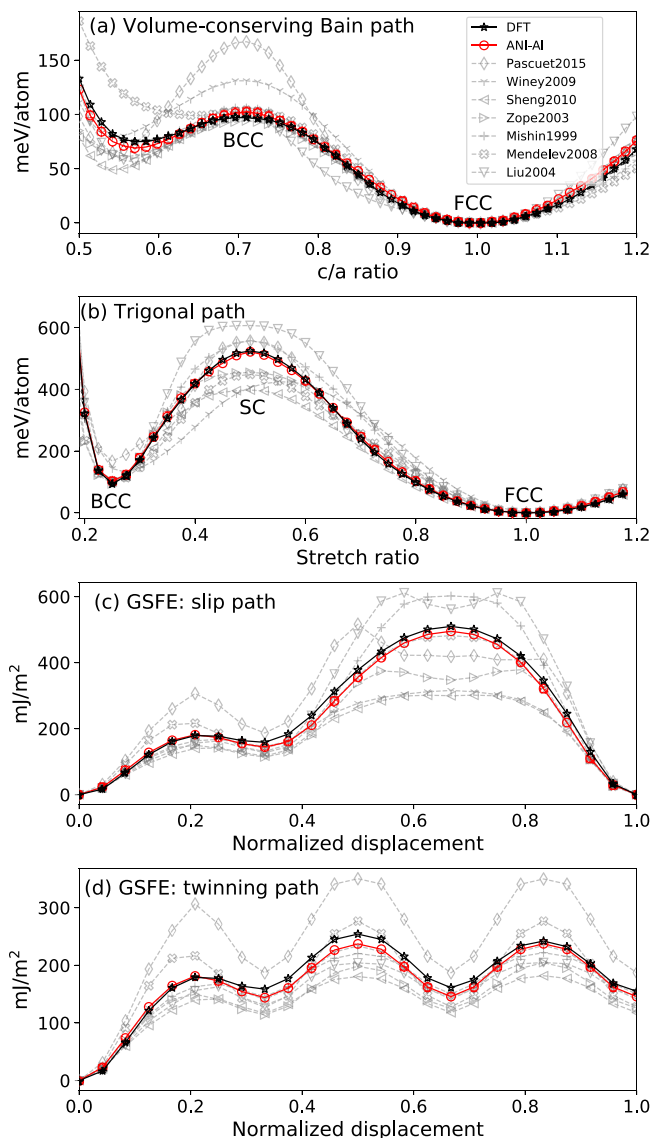 (a) Volume-conserving Bain path
DFT
ANI-Al
Pascuet2015
Winey2009
Sheng2010
Zope2003
Mishin1999
Mendelev2008
Liu2004
meV/atom
150
100
50
0
BCC
FCC
0.5 0.6 0.7 0.8 0.9 1.0 1.1 1.2
c/a ratio
(b) Trigonal path
meV/atom
600
400
200
0
SC
BCC
FCC
0.2 0.4 0.6 0.8 1.0 1.2
Stretch ratio
(c) GSFE: slip path
mJ/m²
600
400
200
0
0.0 0.2 0.4 0.6 0.8 1.0
Normalized displacement
(d) GSFE: twinning path
mJ/m²
300
200
100
0
0.0 0.2 0.4 0.6 0.8 1.0
Normalized displacement